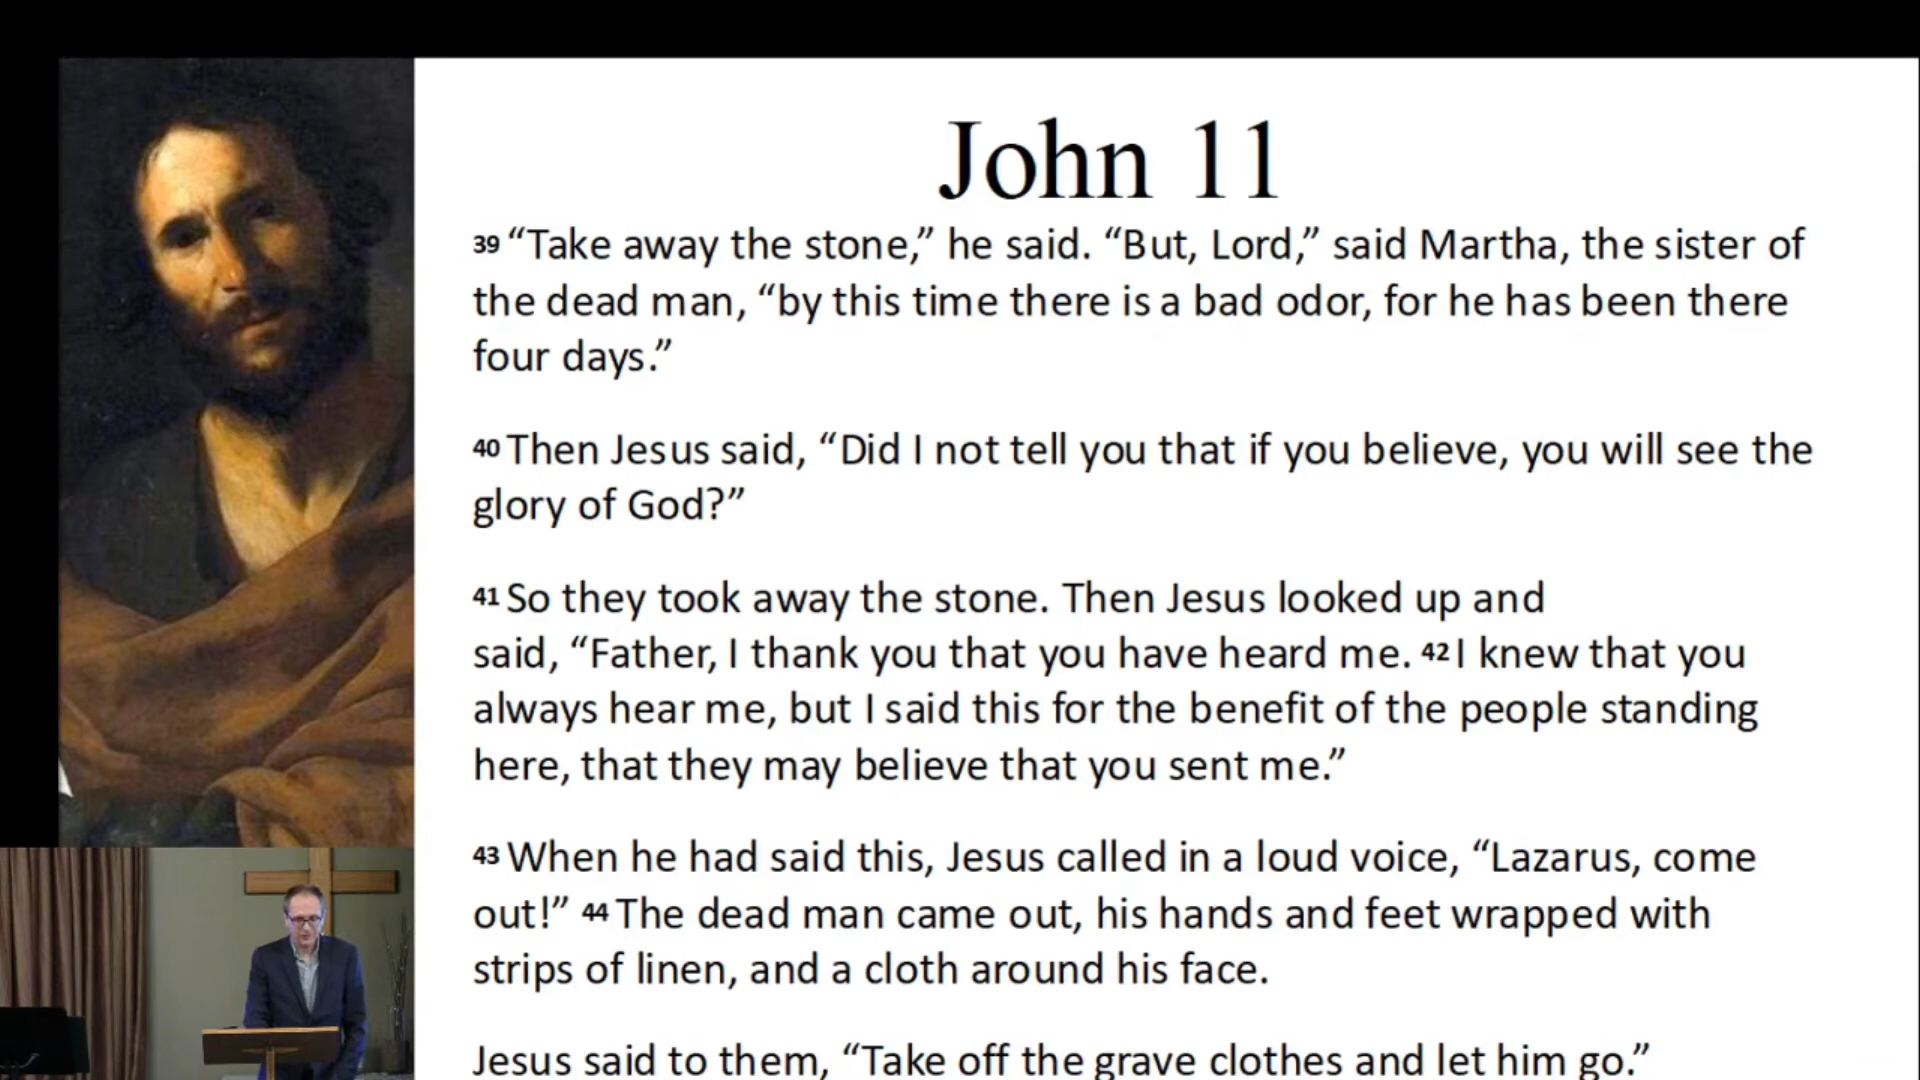 John 11
39 “Take away the stone,” he said. “But, Lord,” said Martha, the sister of
the dead man, “by this time there is a bad odor, for he has been there
four days.”
40 Then Jesus said, “Did I not tell you that if you believe, you will see the
glory of God?”
41 So they took away the stone. Then Jesus looked up and
said, “Father, I thank you that you have heard me. 42 I knew that you
always hear me, but I said this for the benefit of the people standing
here, that they may believe that you sent me.”
43 When he had said this, Jesus called in a loud voice, “Lazarus, come
out!” 44 The dead man came out, his hands and feet wrapped with
strips of linen, and a cloth around his face.
Jesus said to them, “Take off the grave clothes and let him go.”